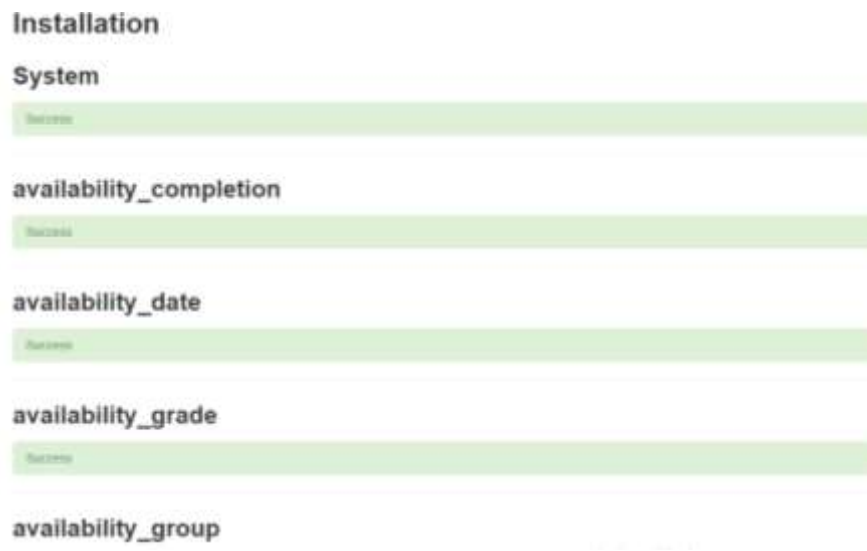 Installation
System
Success
availability_completion
Success
availability_date
Success
availability_grade
Success
availability_group